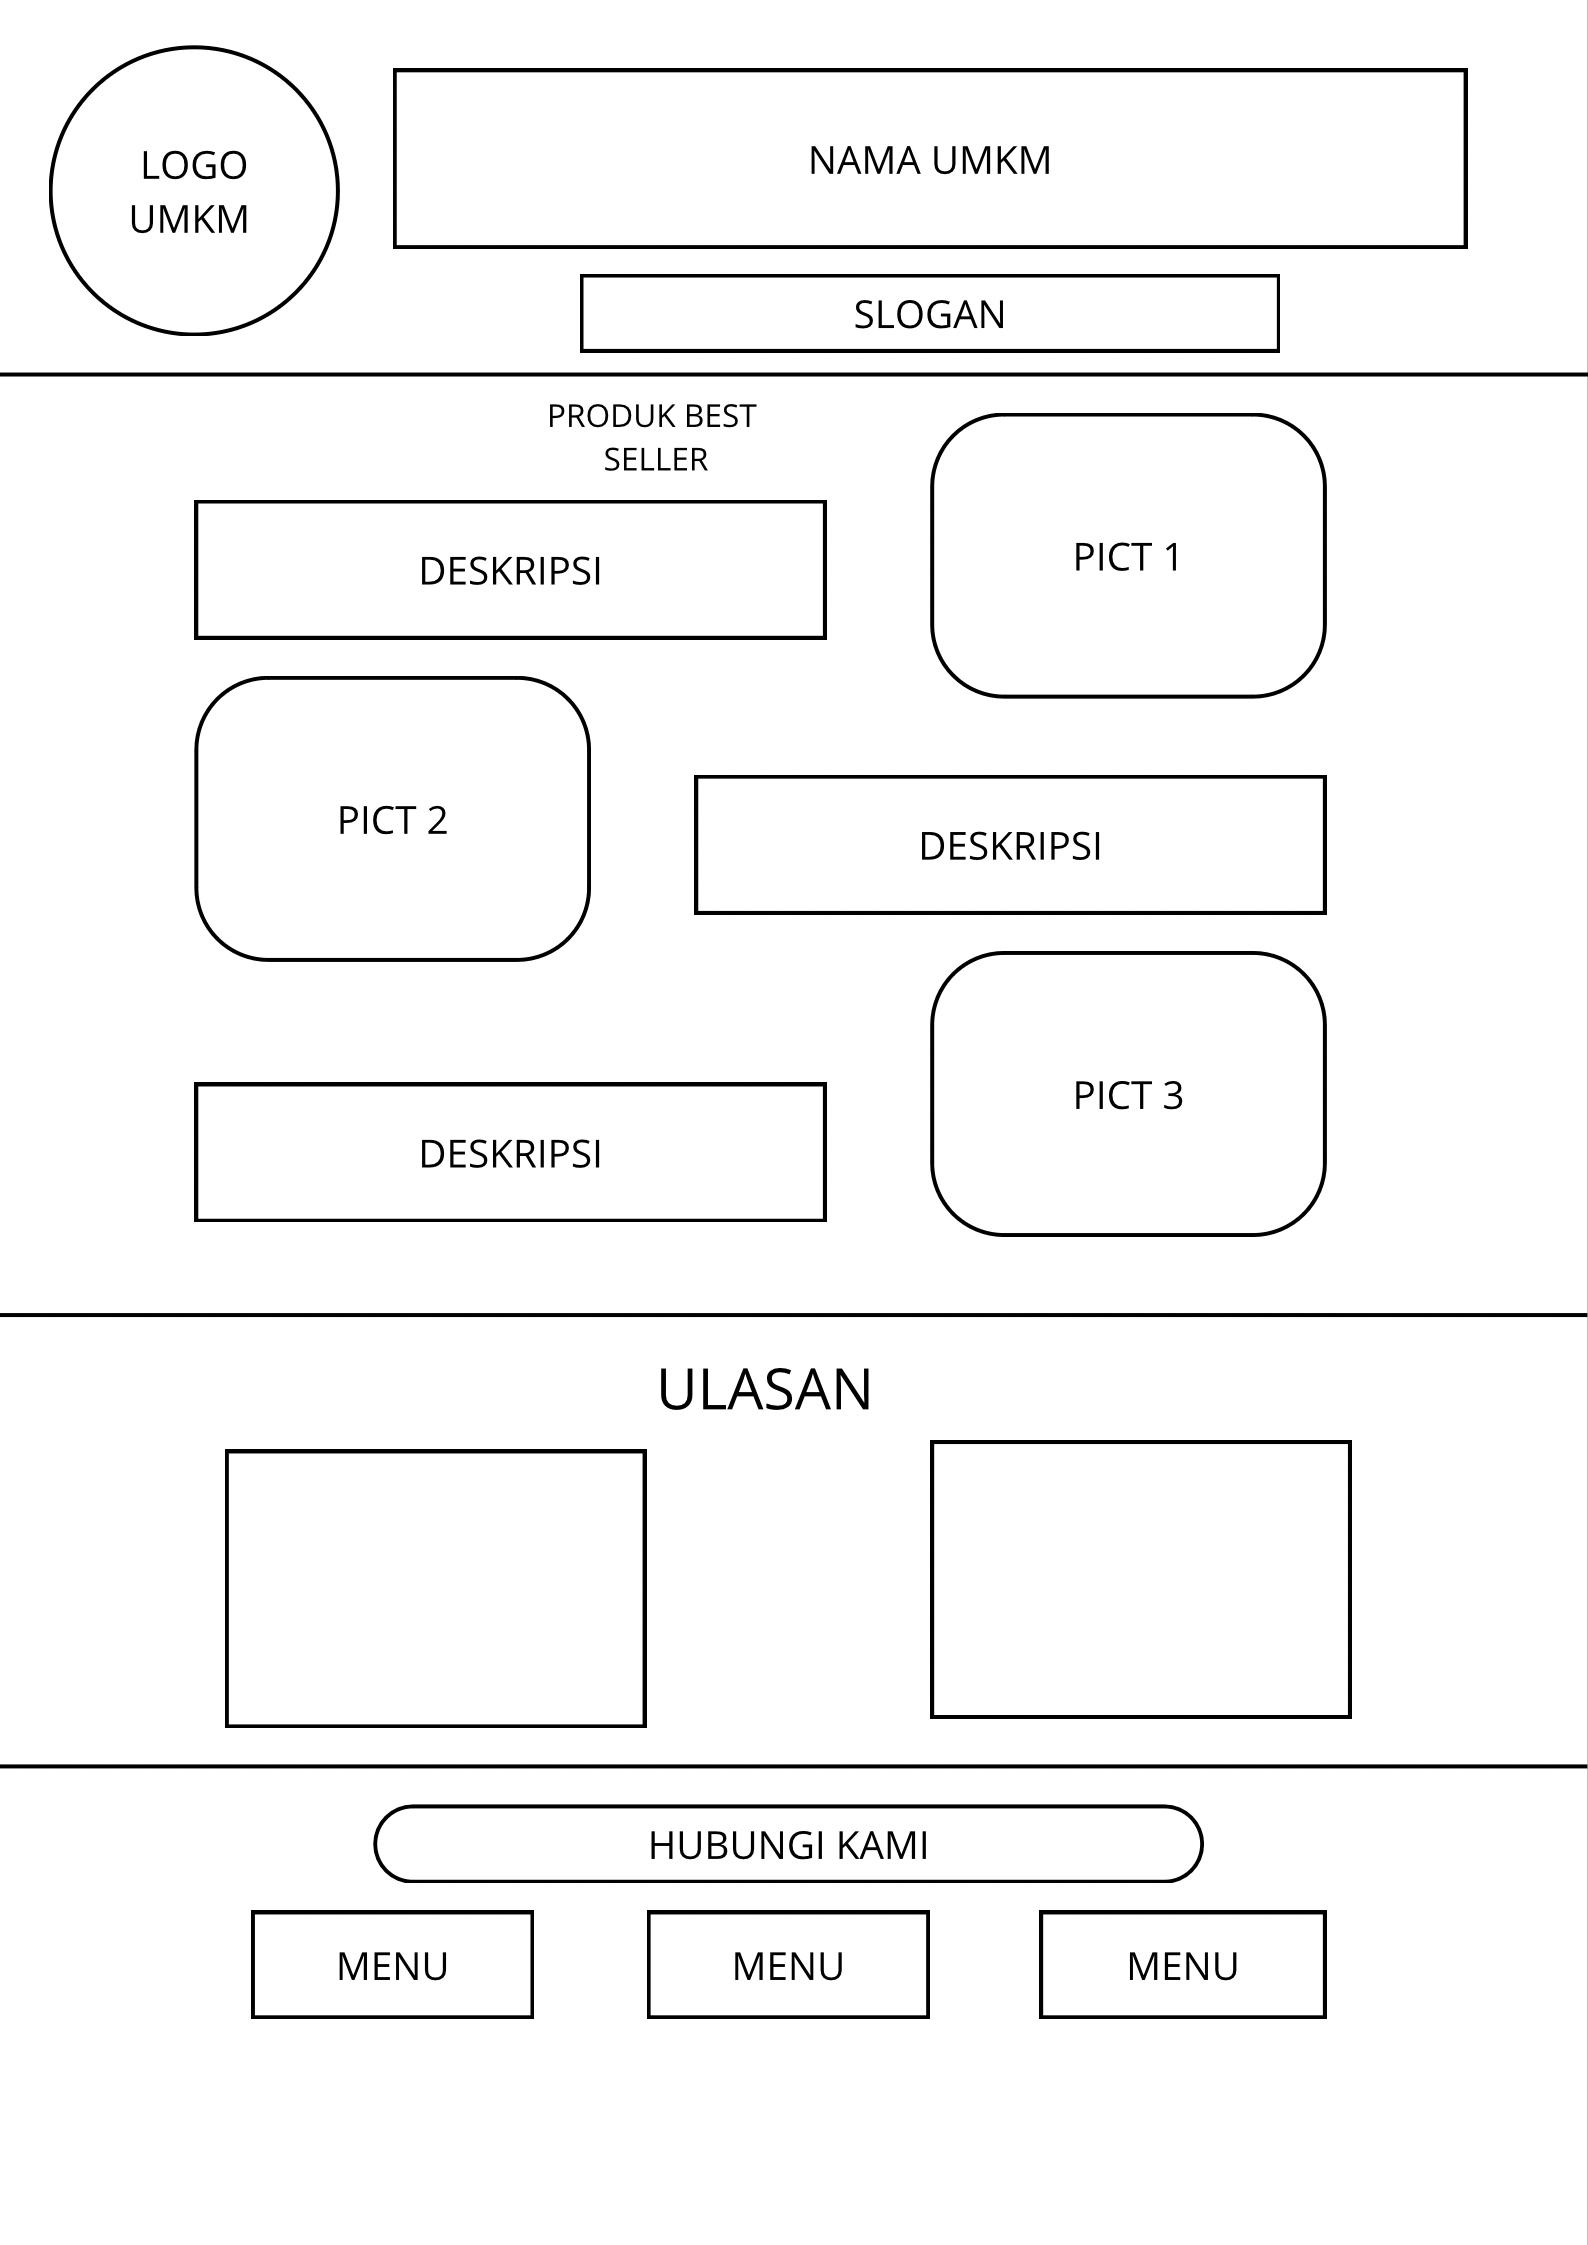 LOGO
UMKM
NAMA UMKM
SLOGAN
PRODUK BEST
SELLER
DESKRIPSI
PICT 1
PICT 2
DESKRIPSI
DESKRIPSI
PICT 3
ULASAN
HUBUNGI KAMI
MENU
MENU
MENU